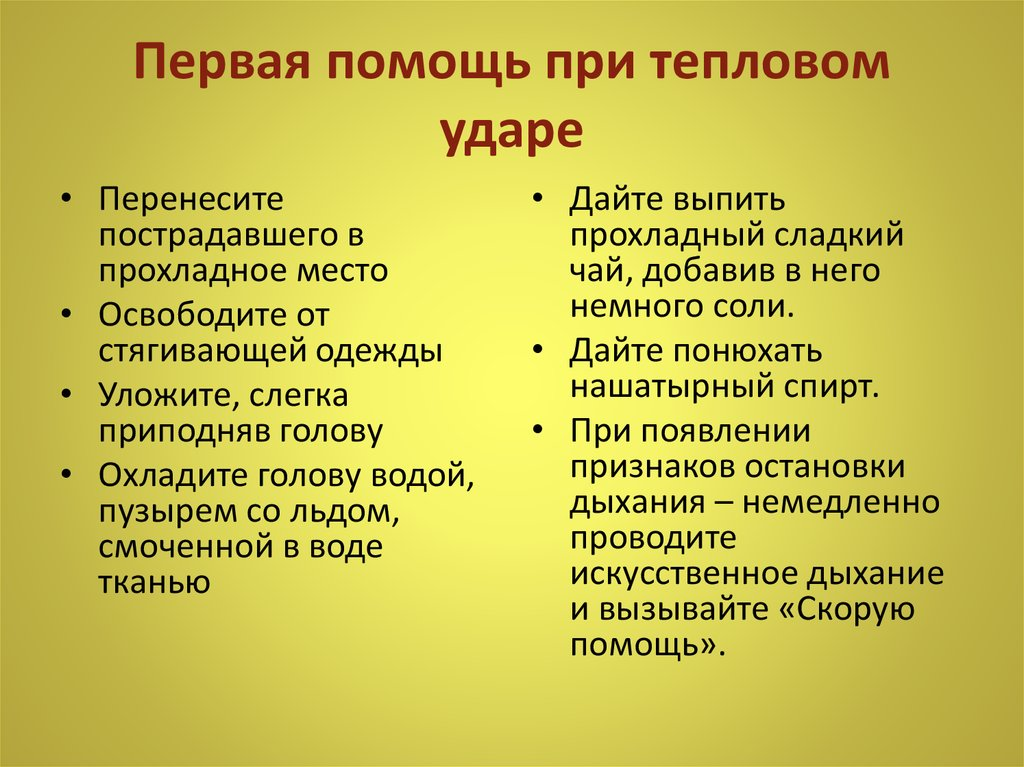 Первая помощь при тепловом
ударе
• Перенесите
пострадавшего в
прохладное место
• Освободите от
стягивающей одежды
• Уложите, слегка
приподняв голову
• Охладите голову водой,
пузырем со льдом,
смоченной в воде
тканью
• Дайте выпить
прохладный сладкий
чай, добавив в него
немного соли.
• Дайте понюхать
нашатырный спирт.
• При появлении
признаков остановки
дыхания – немедленно
проводите
искусственное дыхание
и вызывайте «Скорую
помощь».